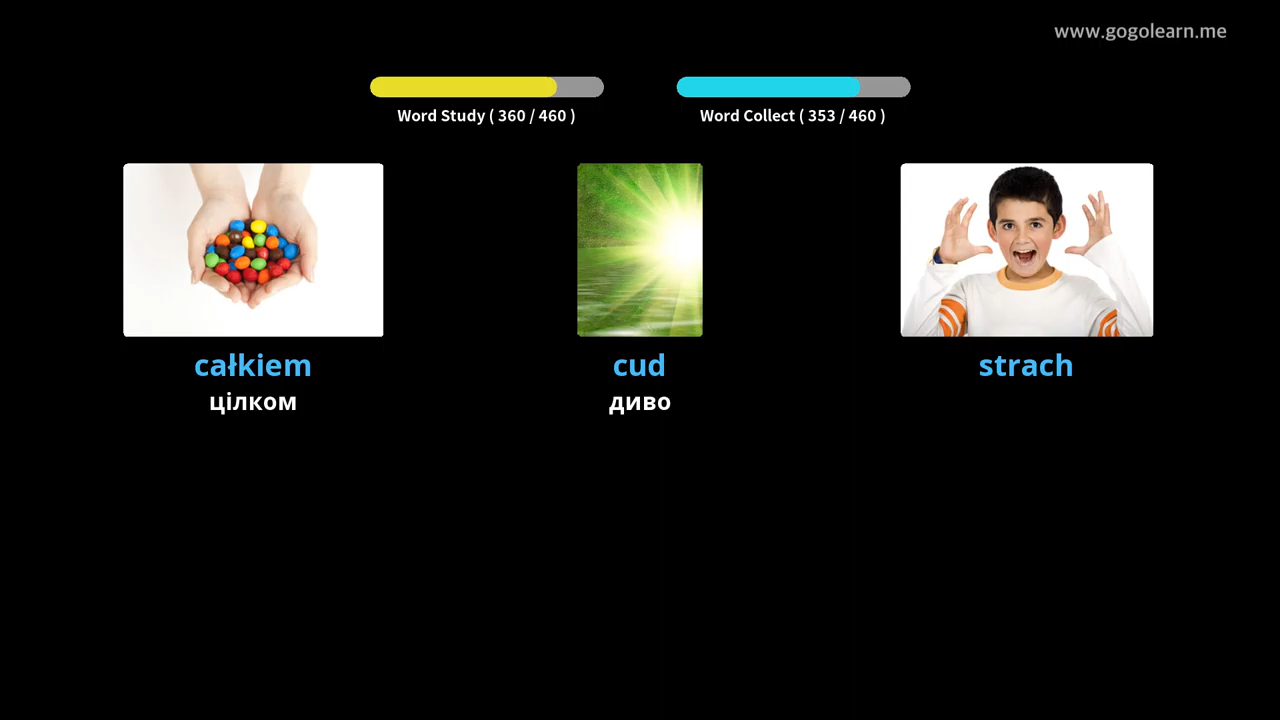 www.gogolearn.me
Word Study ( 360 / 460 )
Word Collect ( 353 / 460 )
całkiem
cud
strach
цілком
диво